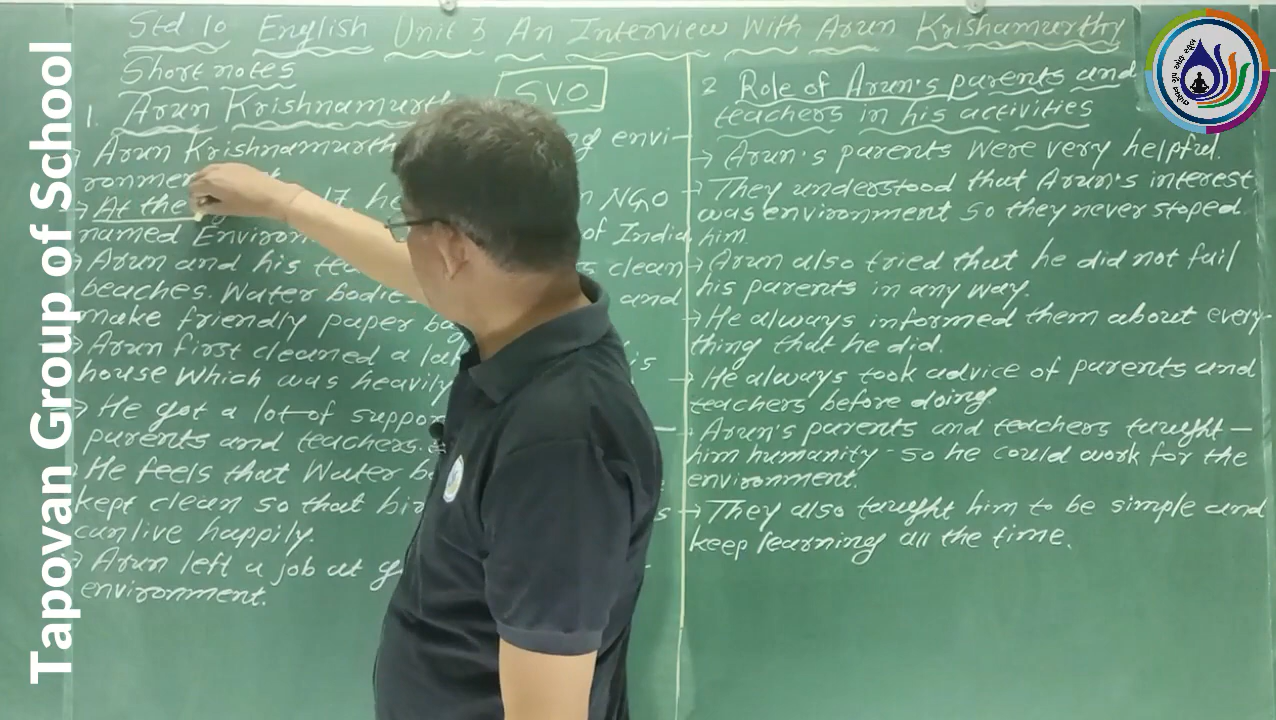 Tapovan Group of School
Std 10 English Unit 3 An Interview With Arun Krishamurthy
Short notes
S.V.O
1. Arun Krishnamurth
→ Arun Krishnamurth envi-
ronmen
→ At the NGO
named Environ of India
→ Arun and his tea clean
beaches. Water bodie and
make friendly paper ba
→ Arun first cleaned a la is
house which was heavily
→ He got a lot of suppor
parents and teachers.
→ He feels that Water b
kept clean so that bir
can live happily.
→ Arun left a job at g
environment.
2 Role of Arun's parents and
teachers in his activities
→ Arun's parents were very helpful.
→ They understood that Arun's interest
was environment so they never stoped
him.
→ Arun also tried that he did not fail
his parents in any way.
→ He always informed them about every-
thing that he did.
→ He always took advice of parents and
teachers before doing.
→ Arun's parents and teachers taught
him humanity - so he could work for the
environment.
→ They also taught him to be simple and
keep learning all the time.